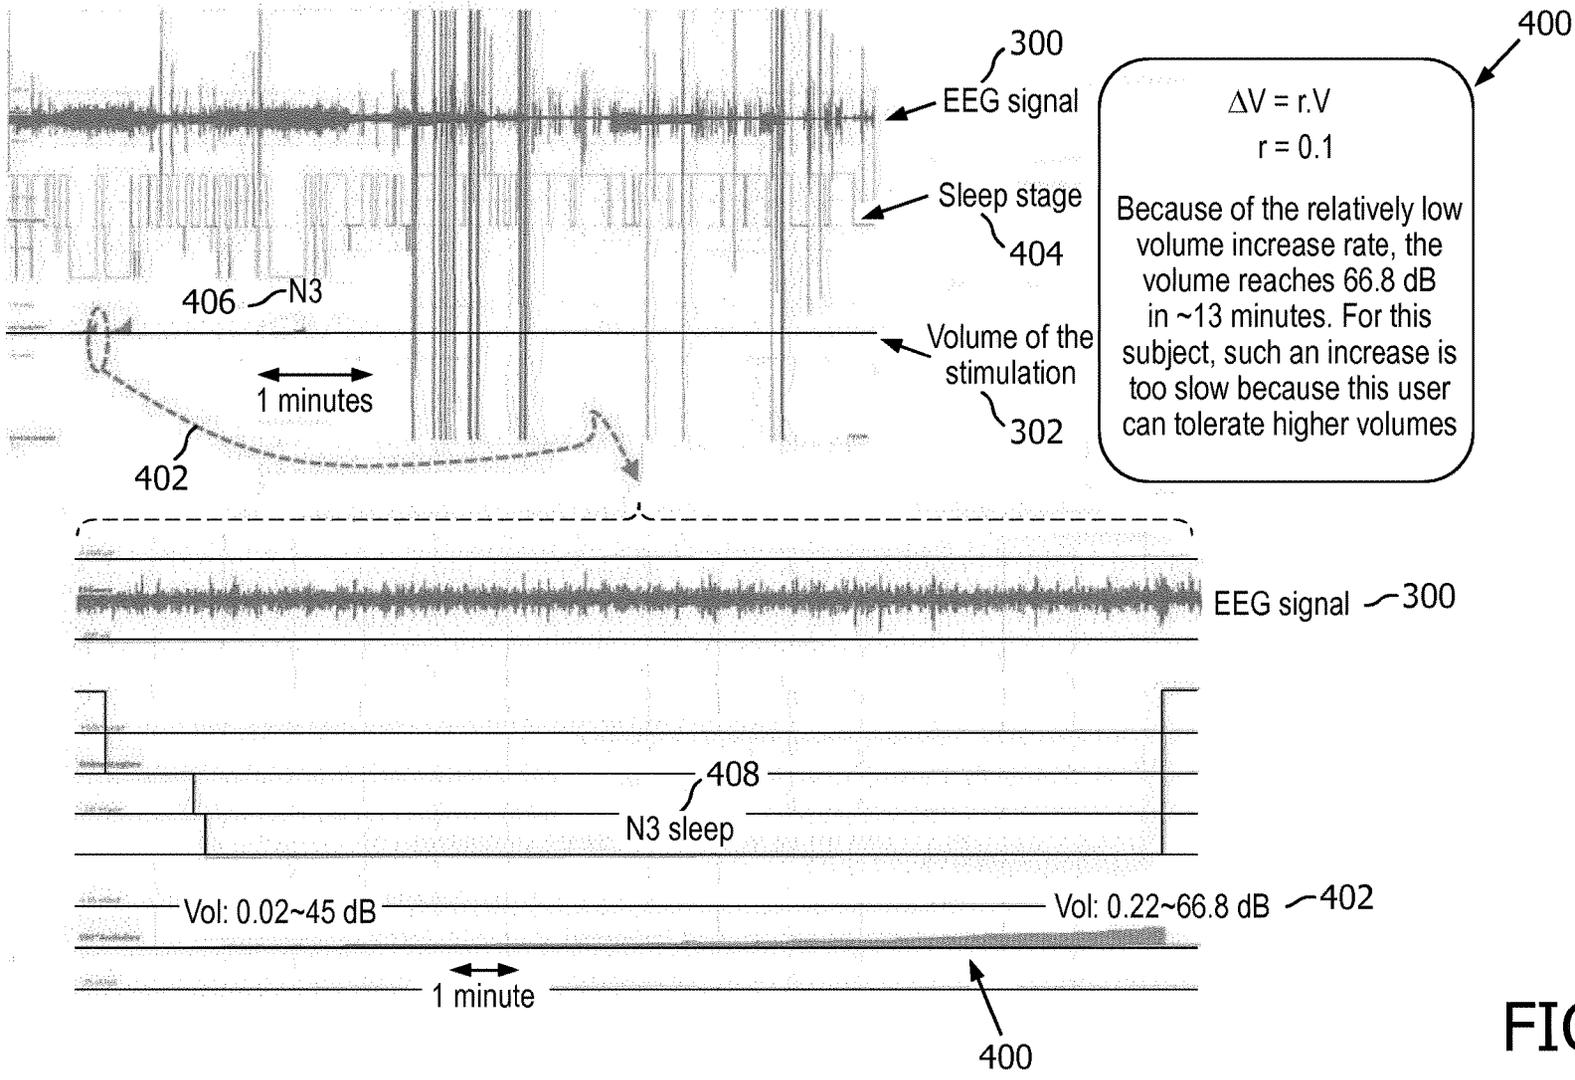 300
EEG signal
Sleep stage
404
406
N3
Volume of the
stimulation
302
1 minutes
402
400
ΔV = r.V
r = 0.1
Because of the relatively low
volume increase rate, the
volume reaches 66.8 dB
in ~13 minutes. For this
subject, such an increase is
too slow because this user
can tolerate higher volumes
EEG signal
300
408
N3 sleep
Vol: 0.02~45 dB
Vol: 0.22~66.8 dB
402
1 minute
400